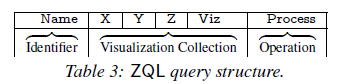 Name X Y Z Viz Process
Identifier Visualization Collection Operation
Table 3: ZQL query structure.